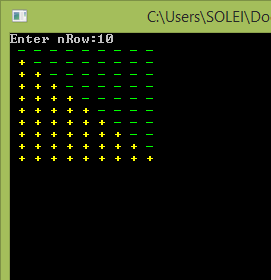 C:\Users\SOLEI\Do
Enter nRow:10
- - - - - - - - -
+ - - - - - - - -
+ + - - - - - - -
+ + + - - - - - -
+ + + + - - - - -
+ + + + + - - - -
+ + + + + + - - -
+ + + + + + + - -
+ + + + + + + + -
+ + + + + + + + +